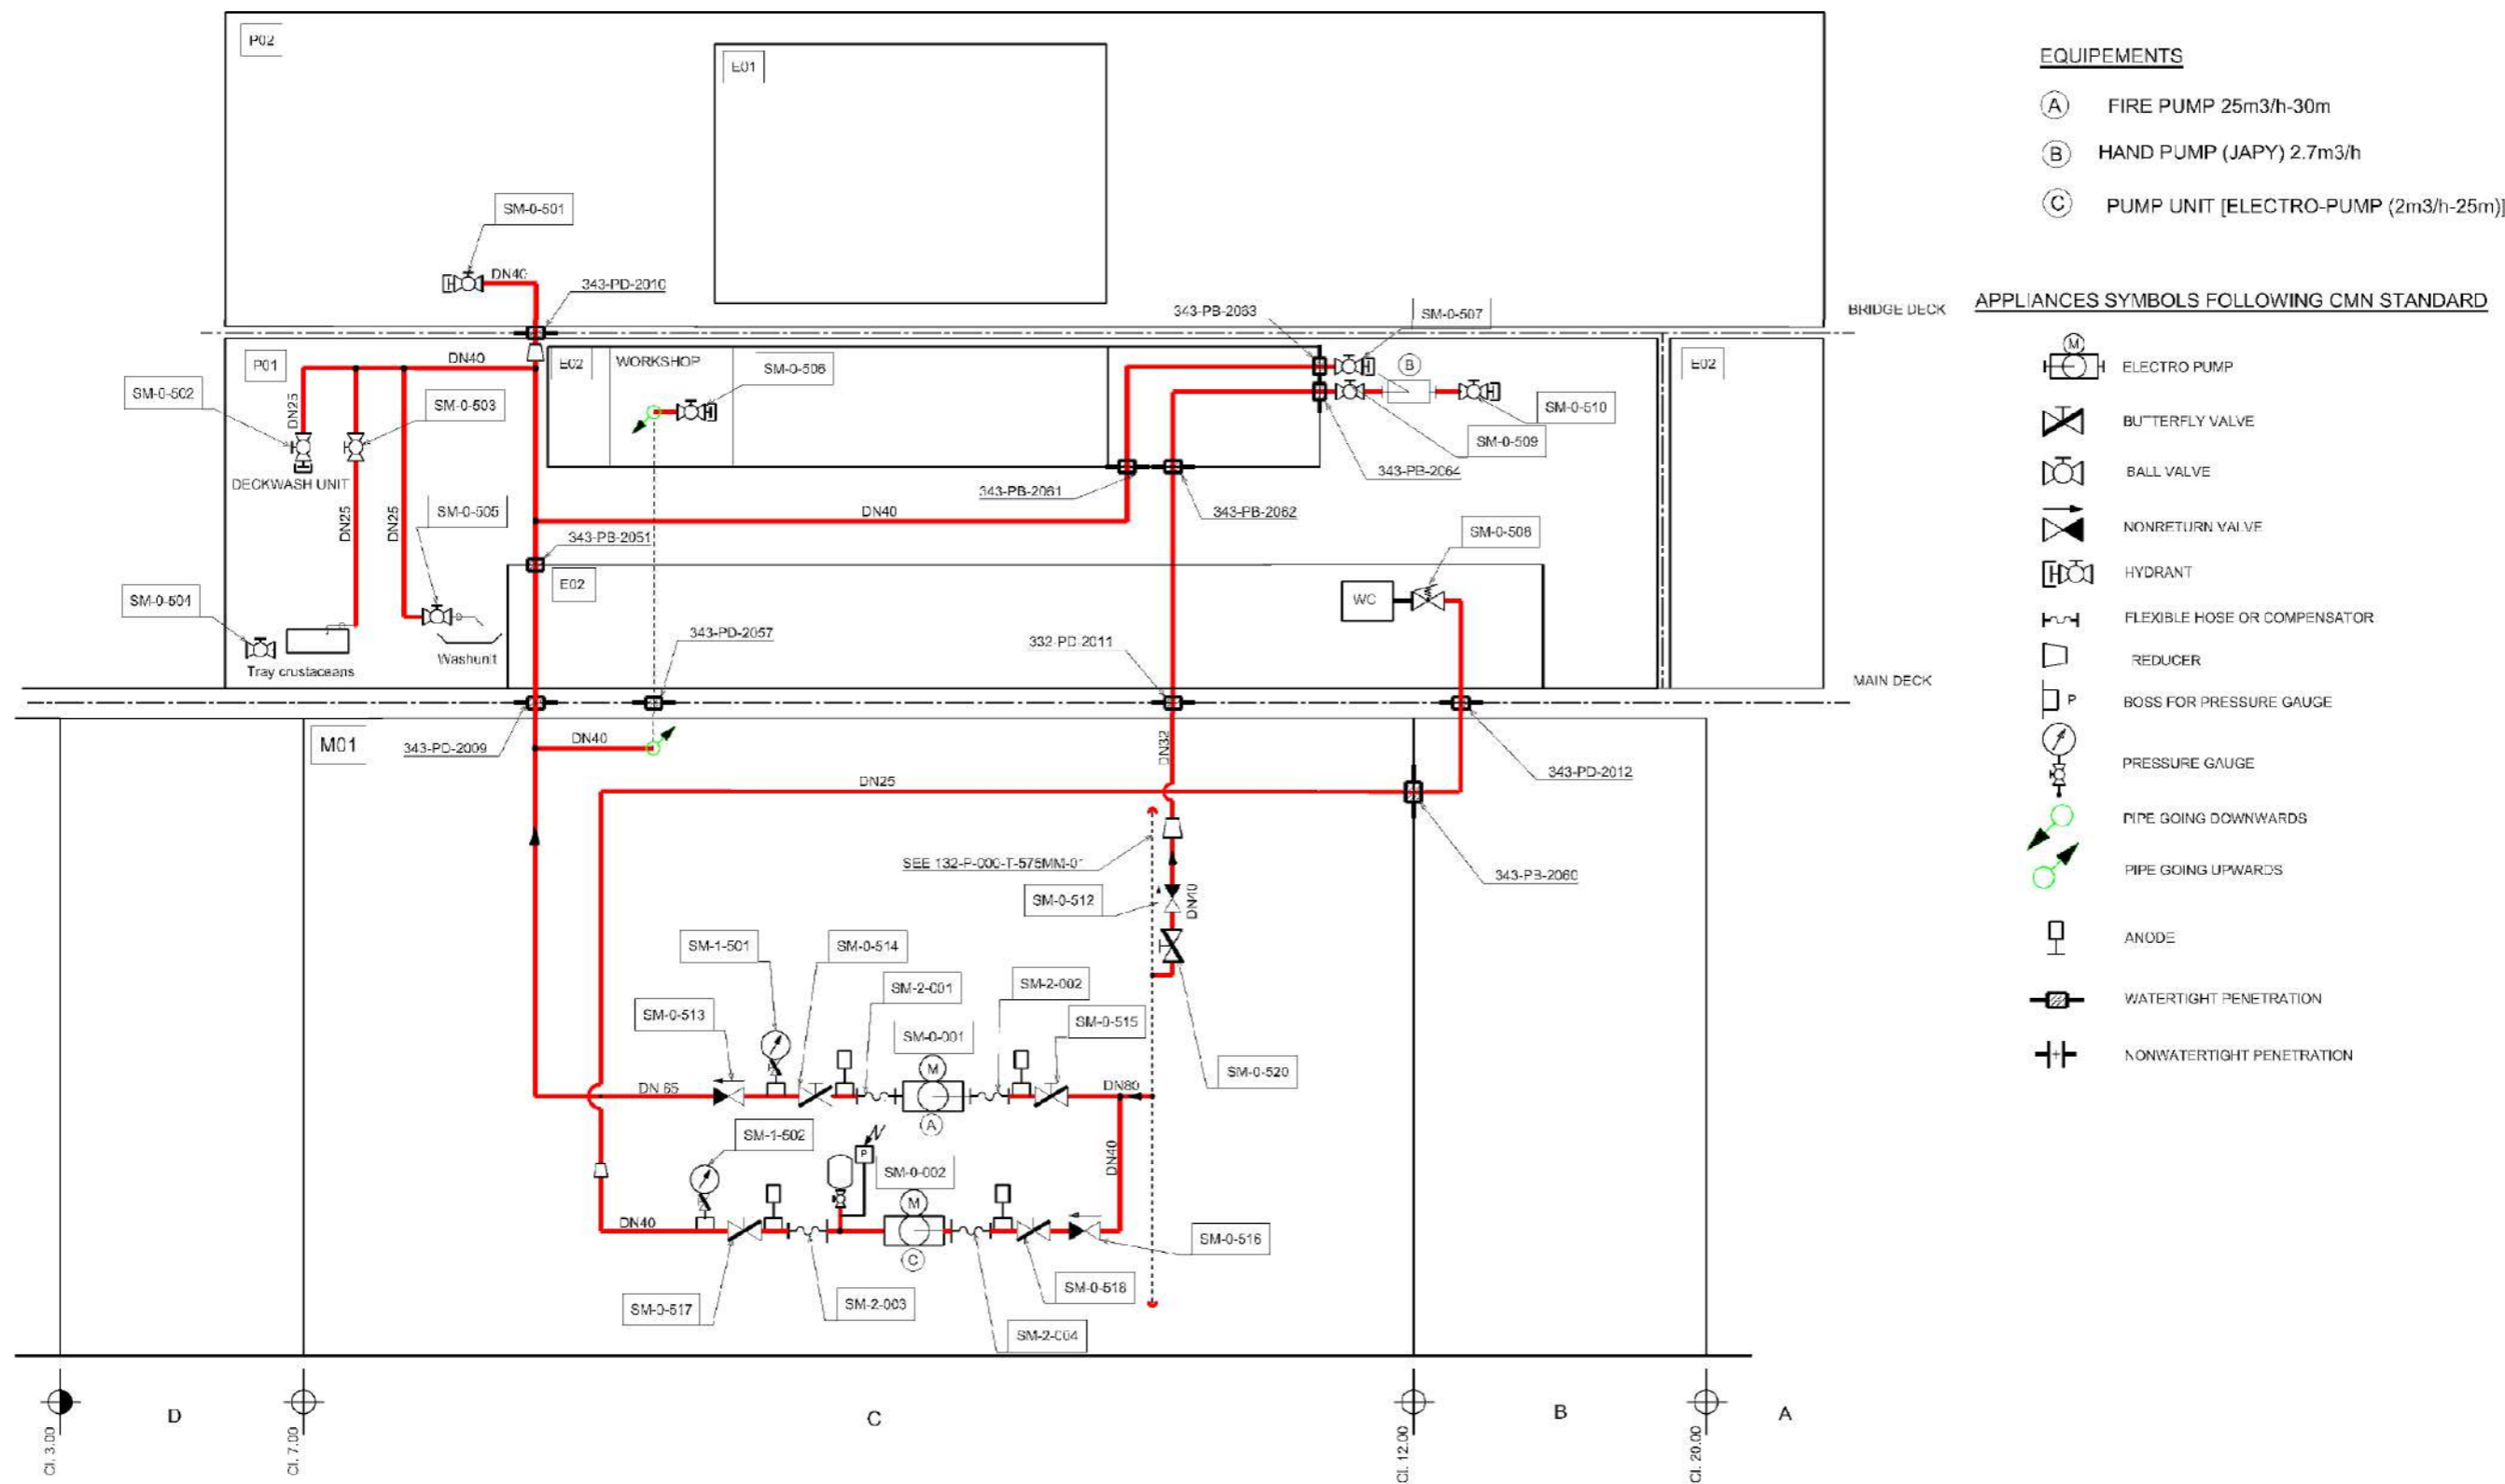 P02
E01
EQUIPEMENTS
A FIRE PUMP 25m3/h-30m
B HAND PUMP (JAPY) 2.7m3/h
C PUMP UNIT [ELECTRO-PUMP (2m3/h-25m)]
SM-0-501
DN40
343-PD-2010
BRIDGE DECK
APPLIANCES SYMBOLS FOLLOWING CMN STANDARD
343-PB-2063
SM-0-507
P01
DN40
E02
WORKSHOP
SM-0-506
B
E02
M
ELECTRO PUMP
SM-0-502
DN25
SM-0-503
SM-0-510
BUTTERFLY VALVE
SM-0-509
DECKWASH UNIT
343-PB-2064
BALL VALVE
343-PB-2061
DN25
DN25
SM-0-505
DN40
343-PB-2062
NONRETURN VALVE
343-PB-2051
SM-0-508
HYDRANT
E02
SM-0-504
WC
FLEXIBLE HOSE OR COMPENSATOR
343-PD-2057
332-PD-2011
Washunit
Tray crustaceans
REDUCER
MAIN DECK
P
BOSS FOR PRESSURE GAUGE
M01
343-PD-2009
DN40
DN32
343-PD-2012
PRESSURE GAUGE
DN25
PIPE GOING DOWNWARDS
SEE 132-P-000-T-575MM-0
343-PB-2060
PIPE GOING UPWARDS
SM-0-512
DN40
SM-1-501
SM-0-514
ANODE
SM-2-001
SM-2-002
WATERTIGHT PENETRATION
SM-0-513
SM-0-515
SM-0-001
M
SM-0-520
NONWATERTIGHT PENETRATION
DN 65
DN80
A
SM-1-502
P
SM-0-002
DN40
M
DN40
C
SM-0-516
SM-0-517
SM-2-003
SM-0-518
SM-2-004
Cl. 3.00
D
Cl. 7.00
C
Cl. 12.00
B
Cl. 20.00
A